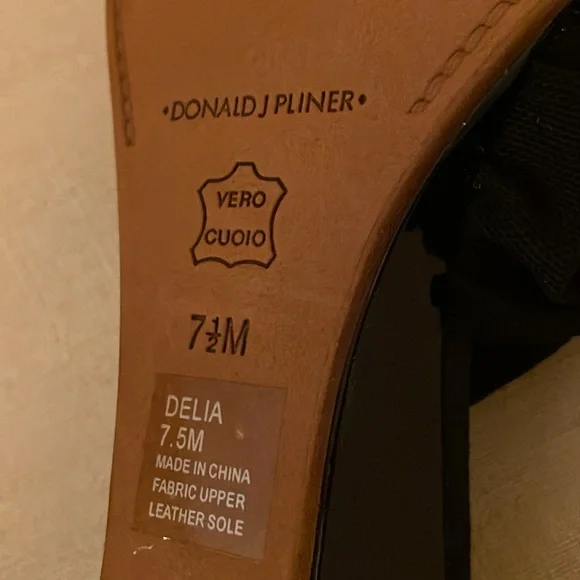 •DONALD J PLINER•
VERO
CUOIO
7½M
DELIA
7.5M
MADE IN CHINA
FABRIC UPPER
LEATHER SOLE